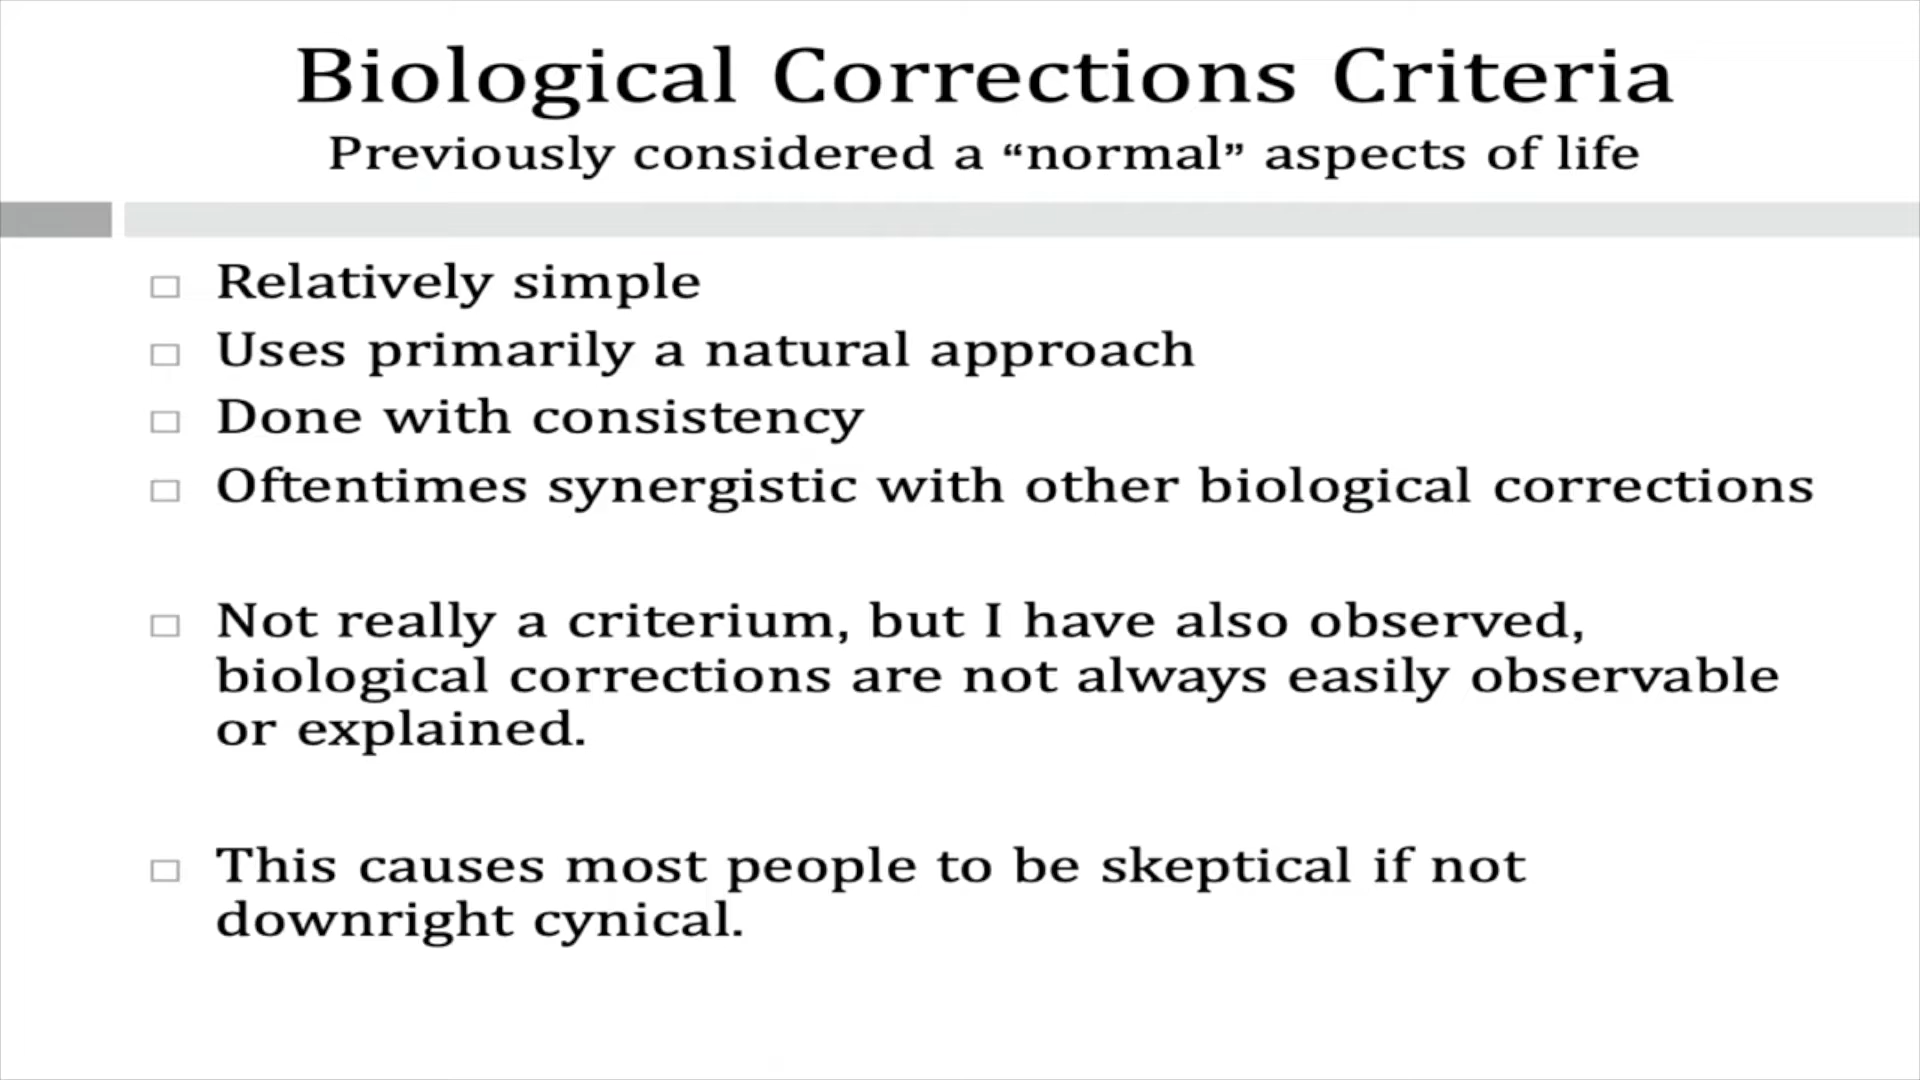 Biological Corrections Criteria
Previously considered a “normal” aspects of life
Relatively simple
Uses primarily a natural approach
Done with consistency
Oftentimes synergistic with other biological corrections
Not really a criterium, but I have also observed,
biological corrections are not always easily observable
or explained.
This causes most people to be skeptical if not
downright cynical.